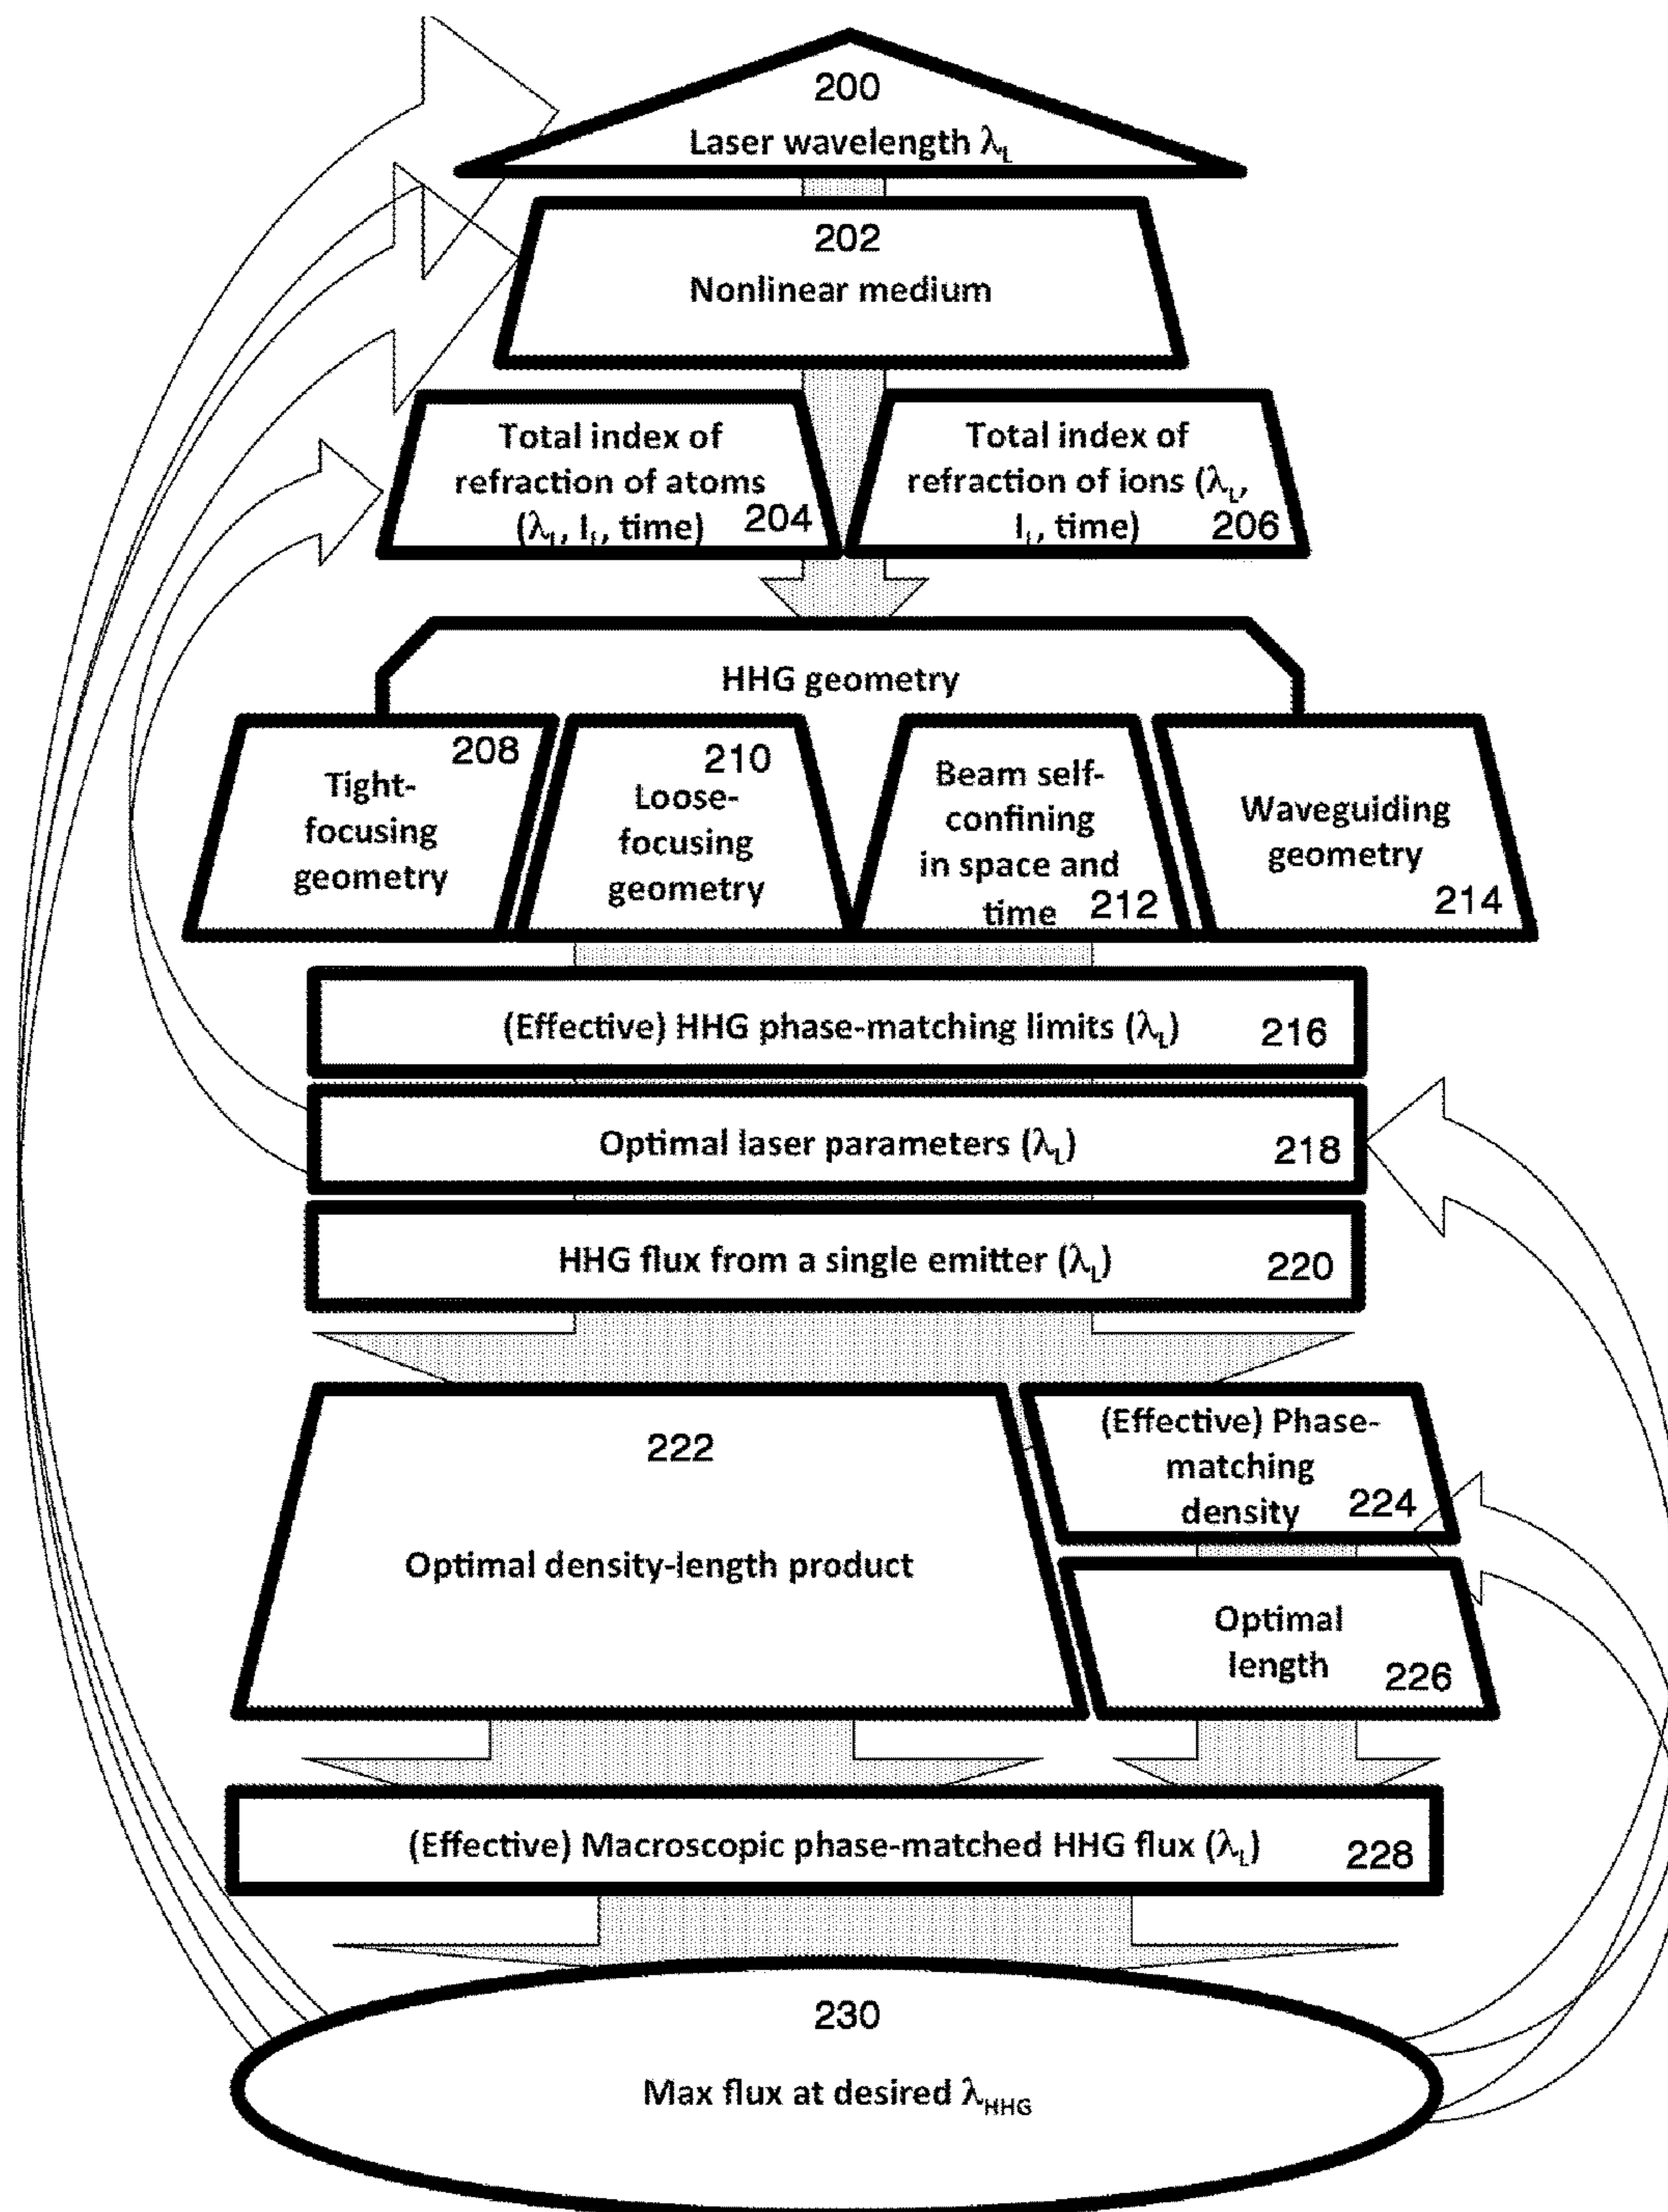 200
Laser wavelength λL
202
Nonlinear medium
Total index of
refraction of atoms
(λL, IL, time) 204
Total index of
refraction of ions (λL,
IL, time) 206
HHG geometry
208
Tight-
focusing
geometry
210
Loose-
focusing
geometry
Beam self-
confining
in space and
time 212
Waveguiding
geometry
214
(Effective) HHG phase-matching limits (λL) 216
Optimal laser parameters (λL) 218
HHG flux from a single emitter (λL) 220
222
Optimal density-length product
(Effective) Phase-
matching
density 224
Optimal
length 226
(Effective) Macroscopic phase-matched HHG flux (λL) 228
230
Max flux at desired λHHG